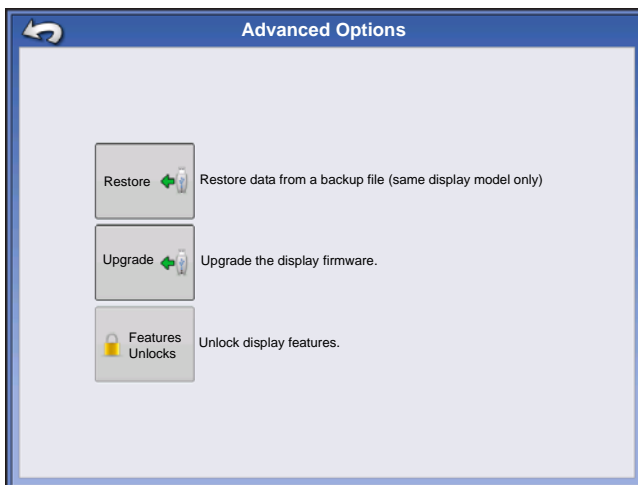 Advanced Options
Restore
Restore data from a backup file (same display model only)
Upgrade
Upgrade the display firmware.
Features
Unlocks
Unlock display features.